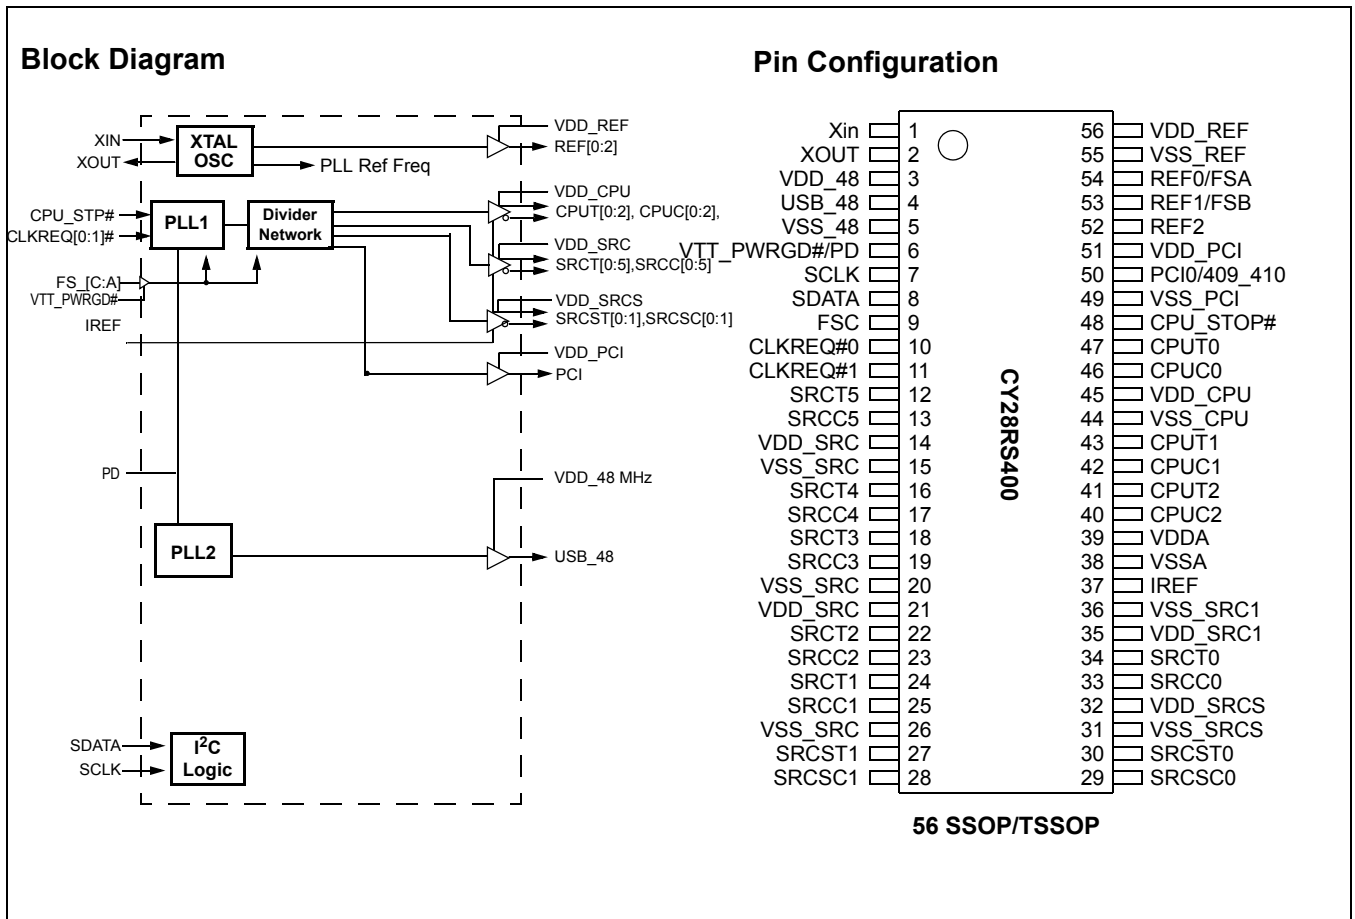 Block Diagram
XIN
XOUT
XTAL
OSC
PLL Ref Freq
VDD_REF
REF[0:2]
CPU_STP#
CLKREQ[0:1]#
PLL1
Divider
Network
VDD_CPU
CPUT[0:2], CPUC[0:2],
VDD_SRC
SRCT[0:5],SRCC[0:5]
FS_[C:A]
VTT_PWRGD#
IREF
VDD_SRCS
SRCST[0:1],SRCSC[0:1]
VDD_PCI
PCI
PD
VDD_48 MHz
PLL2
USB_48
SDATA
SCLK
I2C
Logic
Pin Configuration
Xin 1
XOUT 2
VDD_48 3
USB_48 4
VSS_48 5
VTT_PWRGD#/PD 6
SCLK 7
SDATA 8
FSC 9
CLKREQ#0 10
CLKREQ#1 11
SRCT5 12
SRCC5 13
VDD_SRC 14
VSS_SRC 15
SRCT4 16
SRCC4 17
SRCT3 18
SRCC3 19
VSS_SRC 20
VDD_SRC 21
SRCT2 22
SRCC2 23
SRCT1 24
SRCC1 25
VSS_SRC 26
SRCST1 27
SRCSC1 28
CY28RS400
56 VDD_REF
55 VSS_REF
54 REF0/FSA
53 REF1/FSB
52 REF2
51 VDD_PCI
50 PCI0/409_410
49 VSS_PCI
48 CPU_STOP#
47 CPUT0
46 CPUC0
45 VDD_CPU
44 VSS_CPU
43 CPUT1
42 CPUC1
41 CPUT2
40 CPUC2
39 VDDA
38 VSSA
37 IREF
36 VSS_SRC1
35 VDD_SRC1
34 SRCT0
33 SRCC0
32 VDD_SRCS
31 VSS_SRCS
30 SRCST0
29 SRCSC0
56 SSOP/TSSOP